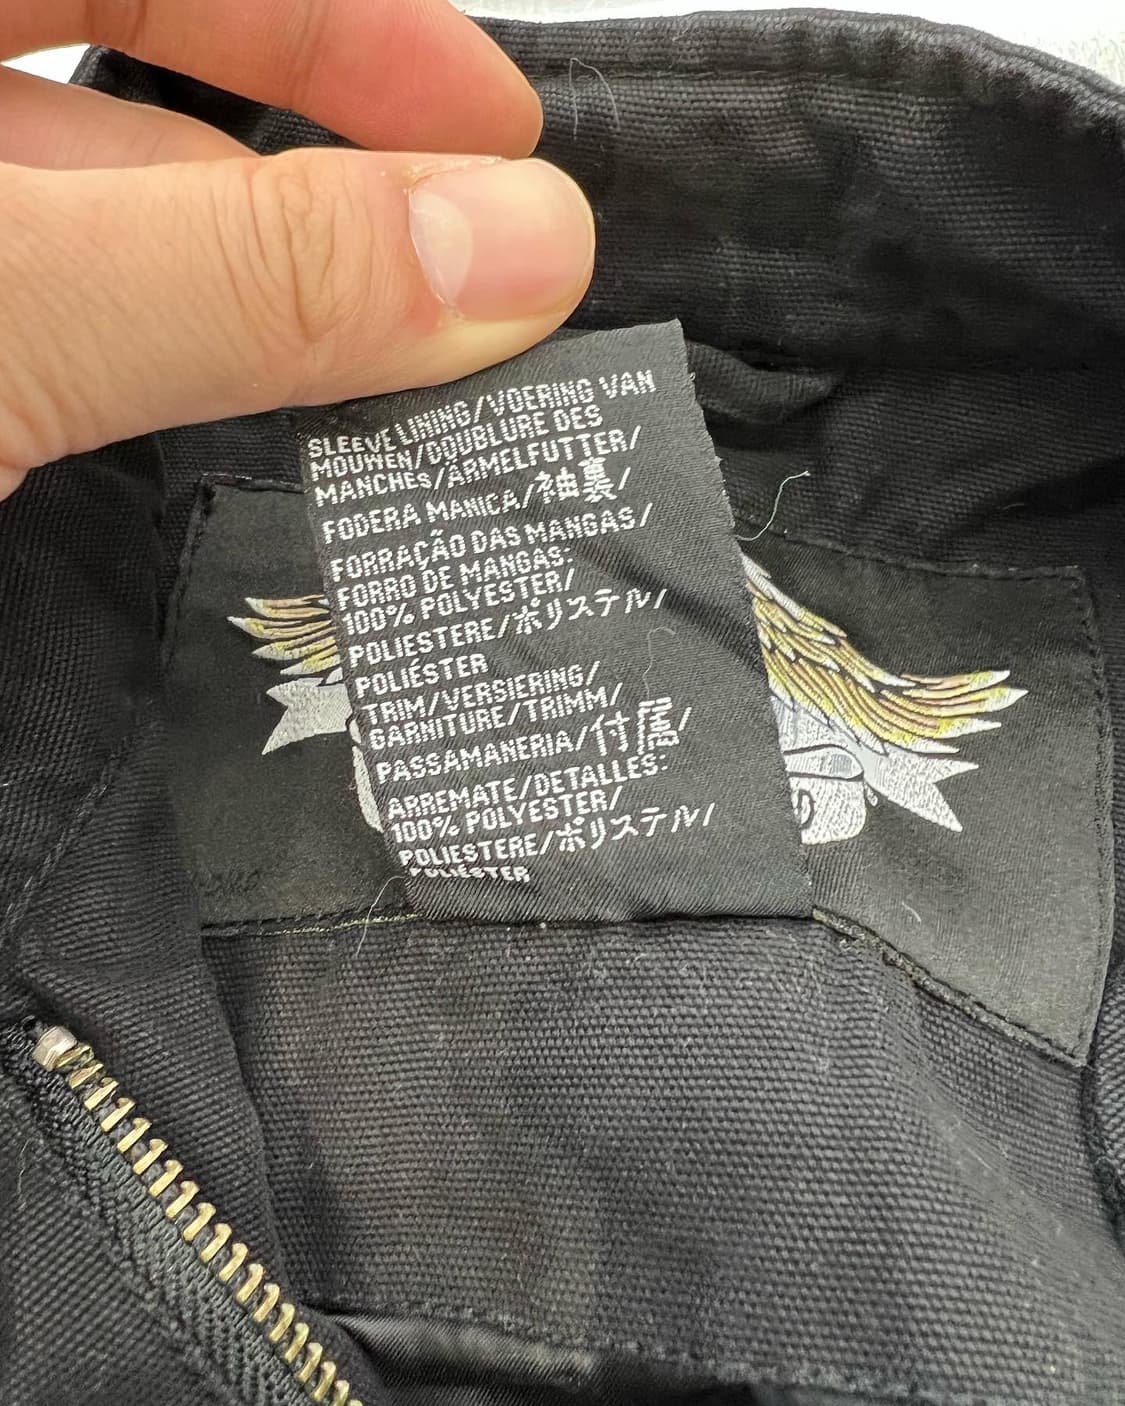 SLEEVE LINING/VOERING VAN
MOUWEN/DOUBLURE DES
MANCHES/ÄRMELFUTTER/
FODERA MANICA/袖裏/
FORRAÇÃO DAS MANGAS/
FORRO DE MANGAS:
100% POLYESTER/
POLIESTERE/ポリステル/
POLIÉSTER
TRIM/VERSIERING/
GARNITURE/TRIMM/
PASSAMANERIA/付属/
ARREMATE/DETALLES:
100% POLYESTER/
POLIESTERE/ポリステル/
POLIÉSTER